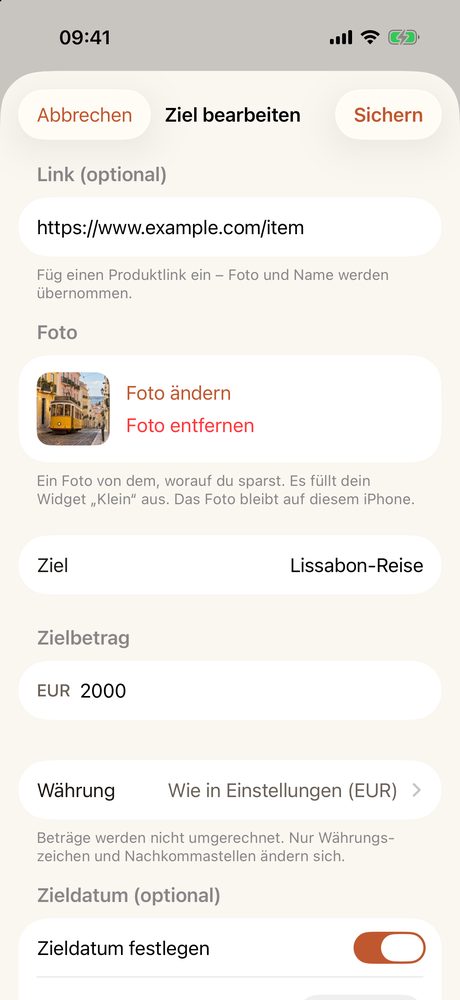 09:41
Abbrechen
Ziel bearbeiten
Sichern
Link (optional)
https://www.example.com/item
Füg einen Produktlink ein – Foto und Name werden
übernommen.
Foto
Foto ändern
Foto entfernen
Ein Foto von dem, worauf du sparst. Es füllt dein
Widget „Klein“ aus. Das Foto bleibt auf diesem iPhone.
Ziel
Lissabon-Reise
Zielbetrag
EUR 2000
Währung
Wie in Einstellungen (EUR)
Beträge werden nicht umgerechnet. Nur Währungs-
zeichen und Nachkommastellen ändern sich.
Zieldatum (optional)
Zieldatum festlegen